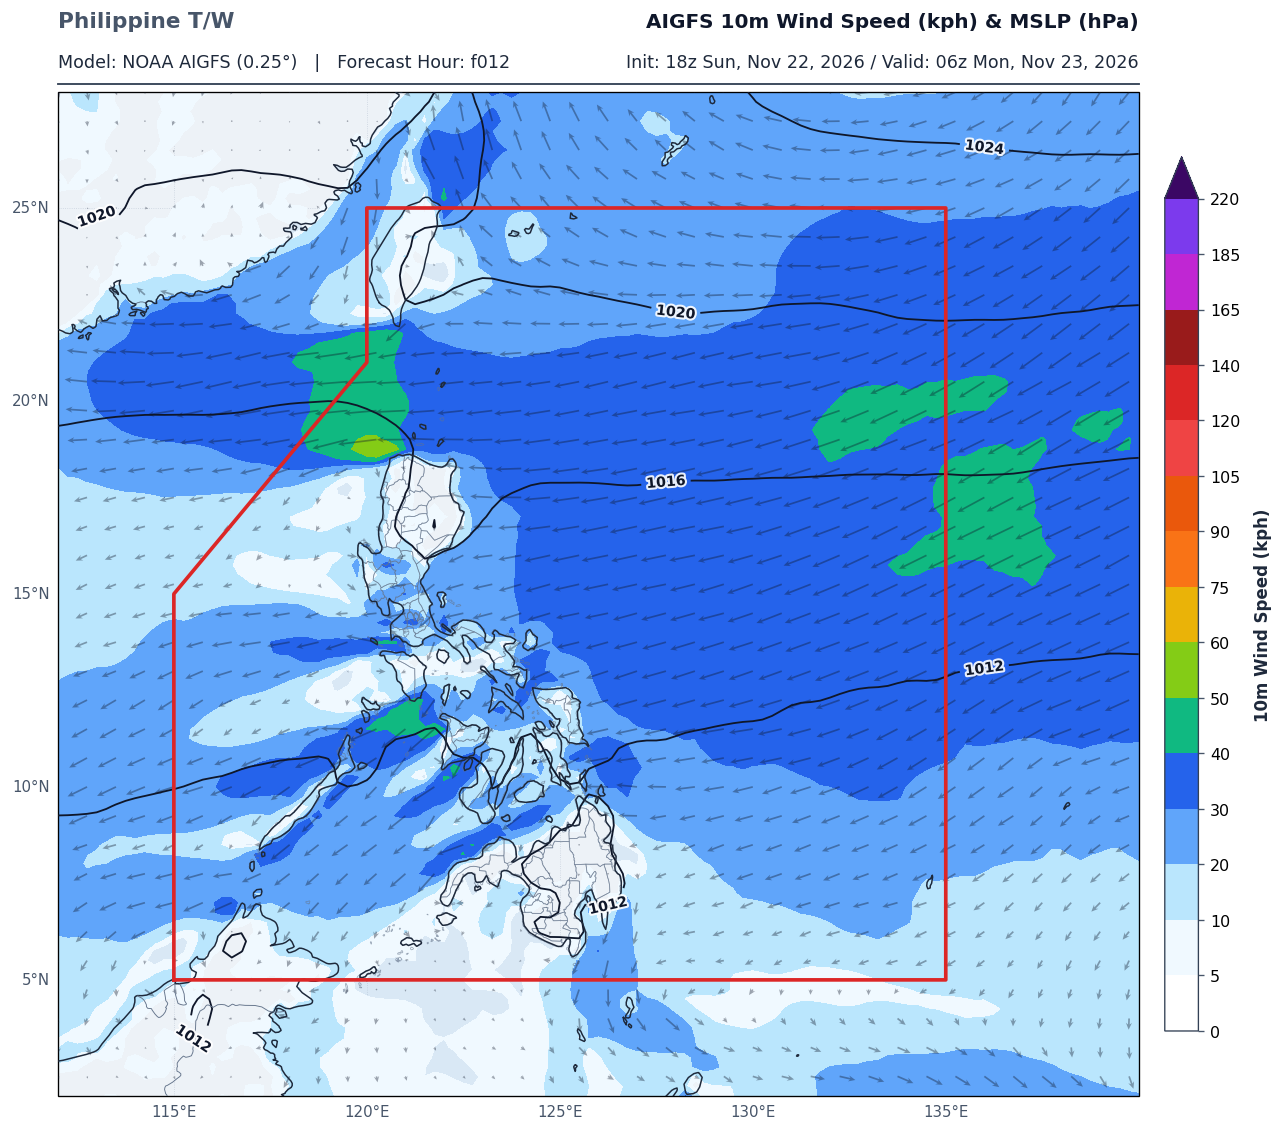 Philippine T/W
AIGFS 10m Wind Speed (kph) & MSLP (hPa)
Model: NOAA AIGFS (0.25°) | Forecast Hour: f012
Init: 18z Sun, Nov 22, 2026 / Valid: 06z Mon, Nov 23, 2026
1024
1020
1020
1016
1012
1012
1012
25°N
20°N
15°N
10°N
5°N
115°E
120°E
125°E
130°E
135°E
220
185
165
140
120
105
90
75
60
50
40
30
20
10
5
0
10m Wind Speed (kph)